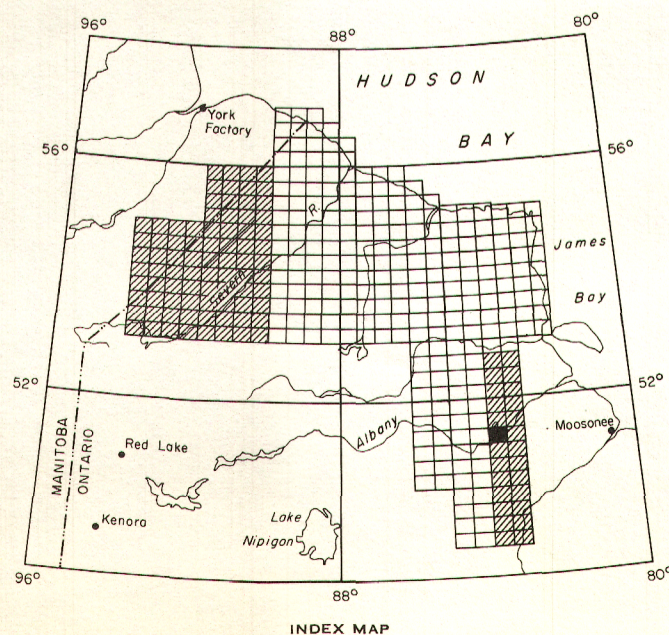 96°
88°
80°
HUDSON
BAY
York
Factory
56°
56°
R.
Severn
James
Bay
52°
52°
Albany
Moosonee
MANITOBA
ONTARIO
Red Lake
Kenora
Lake
Nipigon
96°
88°
80°
INDEX MAP